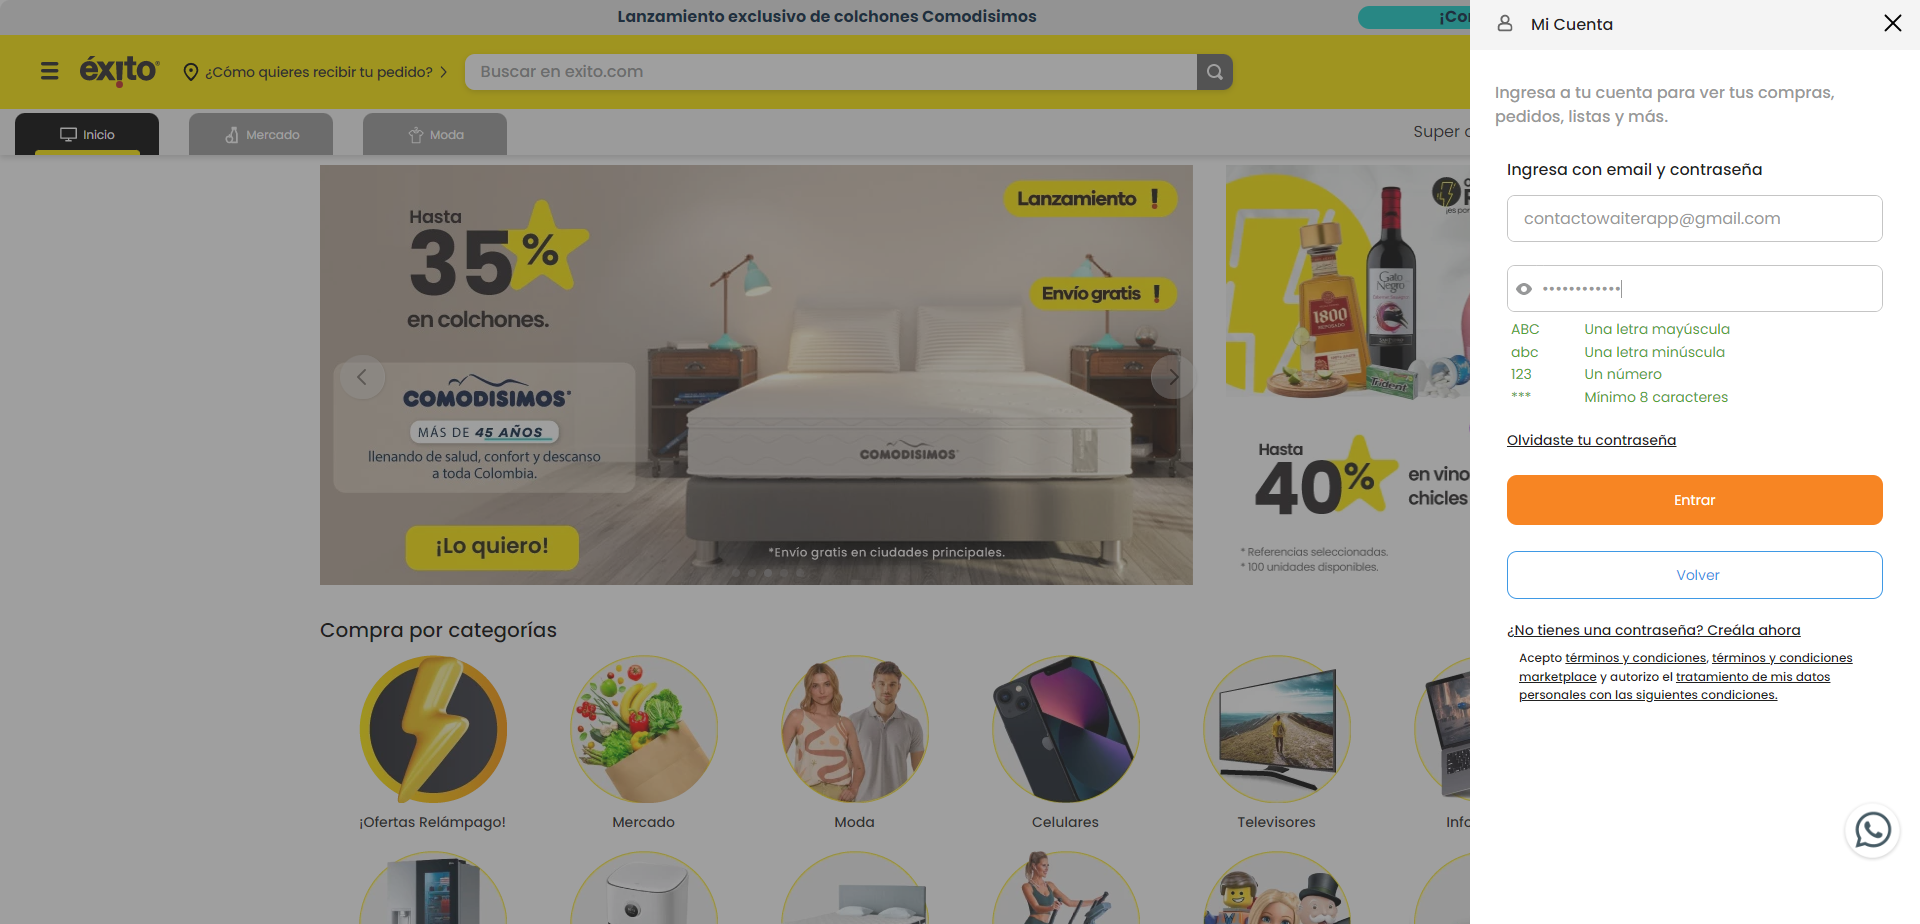 Lanzamiento exclusivo de colchones Comodisimos
éxito
¿Cómo quieres recibir tu pedido?
Buscar en exito.com
Inicio
Mercado
Moda
Super
Hasta
35%
en colchones.
Lanzamiento !
Envío gratis !
COMODISIMOS
MÁS DE 45 AÑOS
llenando de salud, confort y descanso
a toda Colombia.
¡Lo quiero!
COMODISIMOS
*Envío gratis en ciudades principales.
Gato
Negro
1800
Trident
Hasta
40%
en vino
chicles
* Referencias seleccionadas.
* 100 unidades disponibles.
Compra por categorías
¡Ofertas Relámpago!
Mercado
Moda
Celulares
Televisores
Mi Cuenta
Ingresa a tu cuenta para ver tus compras,
pedidos, listas y más.
Ingresa con email y contraseña
contactowaiterapp@gmail.com
••••••••••••
ABC Una letra mayúscula
abc Una letra minúscula
123 Un número
*** Mínimo 8 caracteres
Olvidaste tu contraseña
Entrar
Volver
¿No tienes una contraseña? Creála ahora
Acepto términos y condiciones, términos y condiciones
marketplace y autorizo el tratamiento de mis datos
personales con las siguientes condiciones.